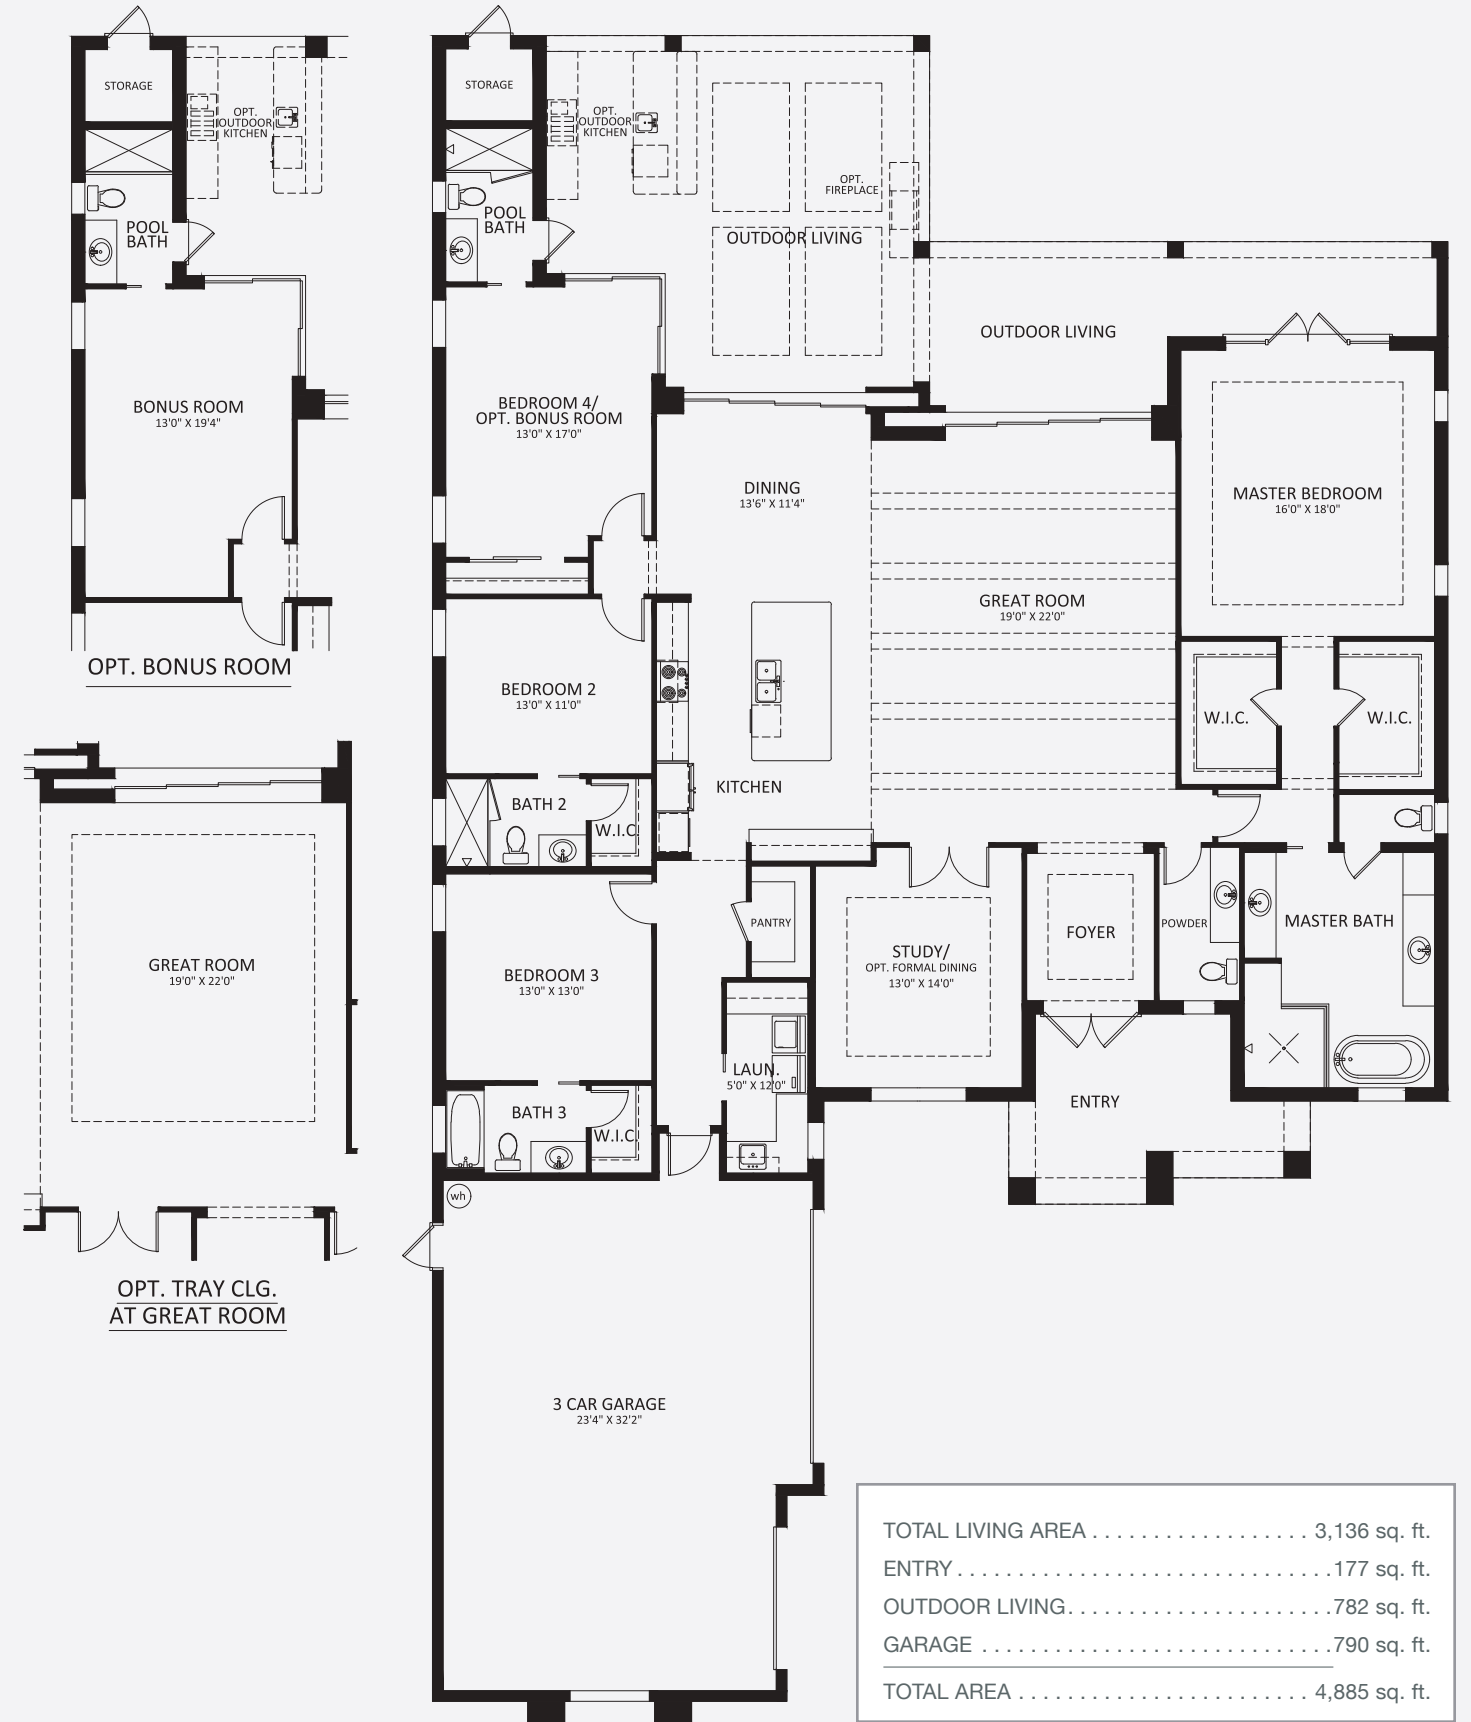 STORAGE
OPT.
OUTDOOR
KITCHEN
POOL
BATH
BONUS ROOM
13'0" X 19'4"
OPT. BONUS ROOM
GREAT ROOM
19'0" X 22'0"
OPT. TRAY CLG.
AT GREAT ROOM
STORAGE
OPT.
OUTDOOR
KITCHEN
POOL
BATH
OPT.
FIREPLACE
OUTDOOR LIVING
OUTDOOR LIVING
BEDROOM 4/
OPT. BONUS ROOM
13'0" X 17'0"
DINING
13'6" X 11'4"
MASTER BEDROOM
16'0" X 18'0"
GREAT ROOM
19'0" X 22'0"
BEDROOM 2
13'0" X 11'0"
W.I.C.
W.I.C.
KITCHEN
BATH 2
W.I.C.
PANTRY
POWDER
MASTER BATH
FOYER
STUDY/
OPT. FORMAL DINING
13'0" X 14'0"
BEDROOM 3
13'0" X 13'0"
LAUN.
5'0" X 12'0"
ENTRY
BATH 3
W.I.C.
wh
3 CAR GARAGE
23'4" X 32'2"
TOTAL LIVING AREA . . . . . . . . . . . . . . . . . . 3,136 sq. ft.
ENTRY . . . . . . . . . . . . . . . . . . . . . . . . . . . . . . .177 sq. ft.
OUTDOOR LIVING. . . . . . . . . . . . . . . . . . . . . .782 sq. ft.
GARAGE . . . . . . . . . . . . . . . . . . . . . . . . . . . . .790 sq. ft.
TOTAL AREA . . . . . . . . . . . . . . . . . . . . . . . . 4,885 sq. ft.